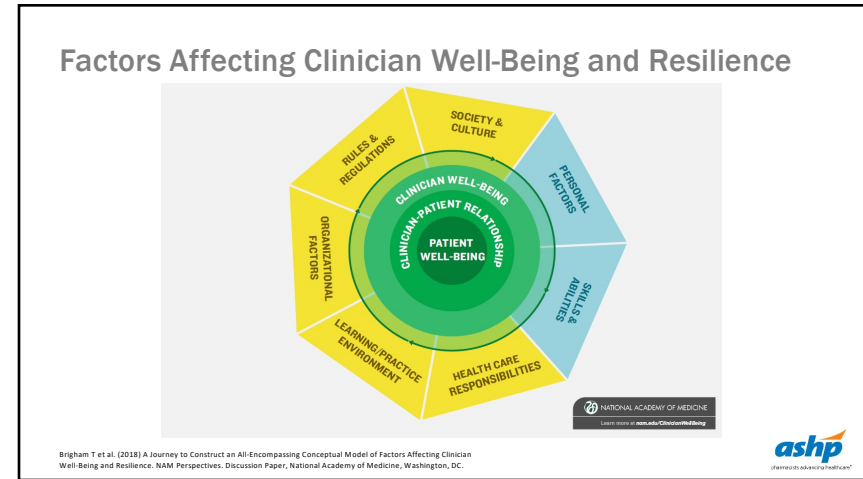 Factors Affecting Clinician Well-Being and Resilience
SOCIETY &
CULTURE
RULES &
REGULATIONS
PERSONAL
FACTORS
CLINICIAN WELL-BEING
CLINICIAN-PATIENT RELATIONSHIP
PATIENT
WELL-BEING
ORGANIZATIONAL
FACTORS
SKILLS &
ABILITIES
LEARNING/PRACTICE
ENVIRONMENT
HEALTH CARE
RESPONSIBILITIES
NATIONAL ACADEMY OF MEDICINE
Learn more at nam.edu/ClinicianWellBeing
Brigham T et al. (2018) A Journey to Construct an All-Encompassing Conceptual Model of Factors Affecting Clinician
Well-Being and Resilience. NAM Perspectives. Discussion Paper, National Academy of Medicine, Washington, DC.
ashp
pharmacists advancing healthcare®